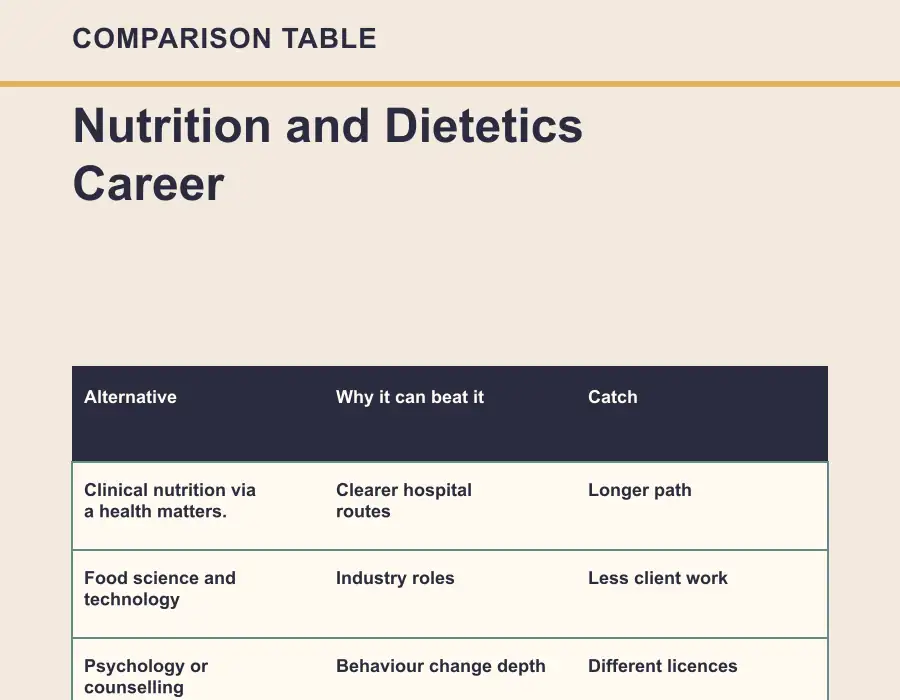 COMPARISON TABLE
Nutrition and Dietetics
Career
Alternative
Why it can beat it
Catch
Clinical nutrition via
a health matters.
Clearer hospital
routes
Longer path
Food science and
technology
Industry roles
Less client work
Psychology or
counselling
Behaviour change depth
Different licences